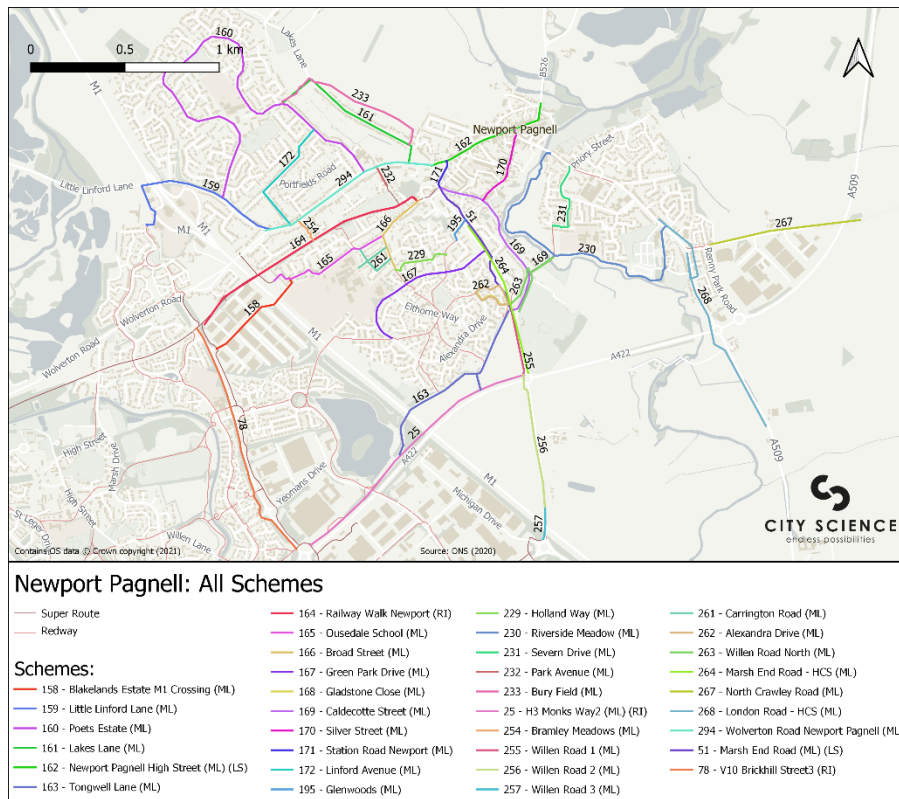 160
Lakes Lane
B526
0
0.5
1 km
M1
233
161
Newport Pagnell
162
172
170
Priory Street
Portfields Road
171
232
294
Little Linford Lane
159
A509
231
254
195
51
166
267
M1
M1
164
169
230
165
261
229
169
Renny Park Road
264
167
262
263
268
158
Wolverton Road
Elthorne Way
Alexandra Drive
M1
Wolverton Road
A422
255
163
78
25
A422
256
High Street
Marsh Drive
Yeomans Drive
M1
A509
High Street
Michigan Drive
St Leger Drive
257
CITY SCIENCE
endless possibilities
Willen Lane
Contains OS data © Crown copyright (2021)
Source: ONS (2020)
Newport Pagnell: All Schemes
Super Route
Redway
Schemes:
158 - Blakelands Estate M1 Crossing (ML)
159 - Little Linford Lane (ML)
160 - Poets Estate (ML)
161 - Lakes Lane (ML)
162 - Newport Pagnell High Street (ML) (LS)
163 - Tongwell Lane (ML)
164 - Railway Walk Newport (RI)
165 - Ousedale School (ML)
166 - Broad Street (ML)
167 - Green Park Drive (ML)
168 - Gladstone Close (ML)
169 - Caldecotte Street (ML)
170 - Silver Street (ML)
171 - Station Road Newport (ML)
172 - Linford Avenue (ML)
195 - Glenwoods (ML)
229 - Holland Way (ML)
230 - Riverside Meadow (ML)
231 - Severn Drive (ML)
232 - Park Avenue (ML)
233 - Bury Field (ML)
25 - H3 Monks Way2 (ML) (RI)
254 - Bramley Meadows (ML)
255 - Willen Road 1 (ML)
256 - Willen Road 2 (ML)
257 - Willen Road 3 (ML)
261 - Carrington Road (ML)
262 - Alexandra Drive (ML)
263 - Willen Road North (ML)
264 - Marsh End Road - HCS (ML)
267 - North Crawley Road (ML)
268 - London Road - HCS (ML)
294 - Wolverton Road Newport Pagnell (ML
51 - Marsh End Road (ML) (LS)
78 - V10 Brickhill Street3 (RI)